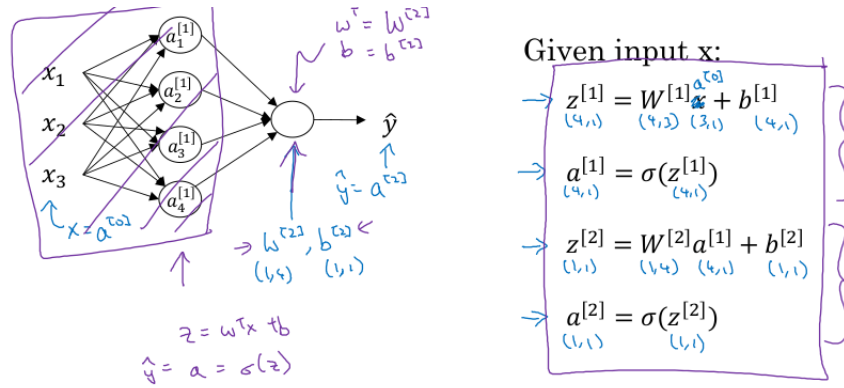 a₁^[1]
wᵀ = W^[2]
b = b^[2]
x₁
a₂^[1]
x₂
ŷ
a₃^[1]
x₃
a₄^[1]
ŷ = a^[2]
x = a^[0]
→ W^[2], b^[2] ←
(1,4) (1,1)
z = wᵀx + b
ŷ = a = σ(z)
Given input x:
a^[0]
→ z^[1] = W^[1]x + b^[1]
(4,1) (4,3) (3,1) (4,1)
→ a^[1] = σ(z^[1])
(4,1) (4,1)
→ z^[2] = W^[2]a^[1] + b^[2]
(1,1) (1,4) (4,1) (1,1)
→ a^[2] = σ(z^[2])
(1,1) (1,1)